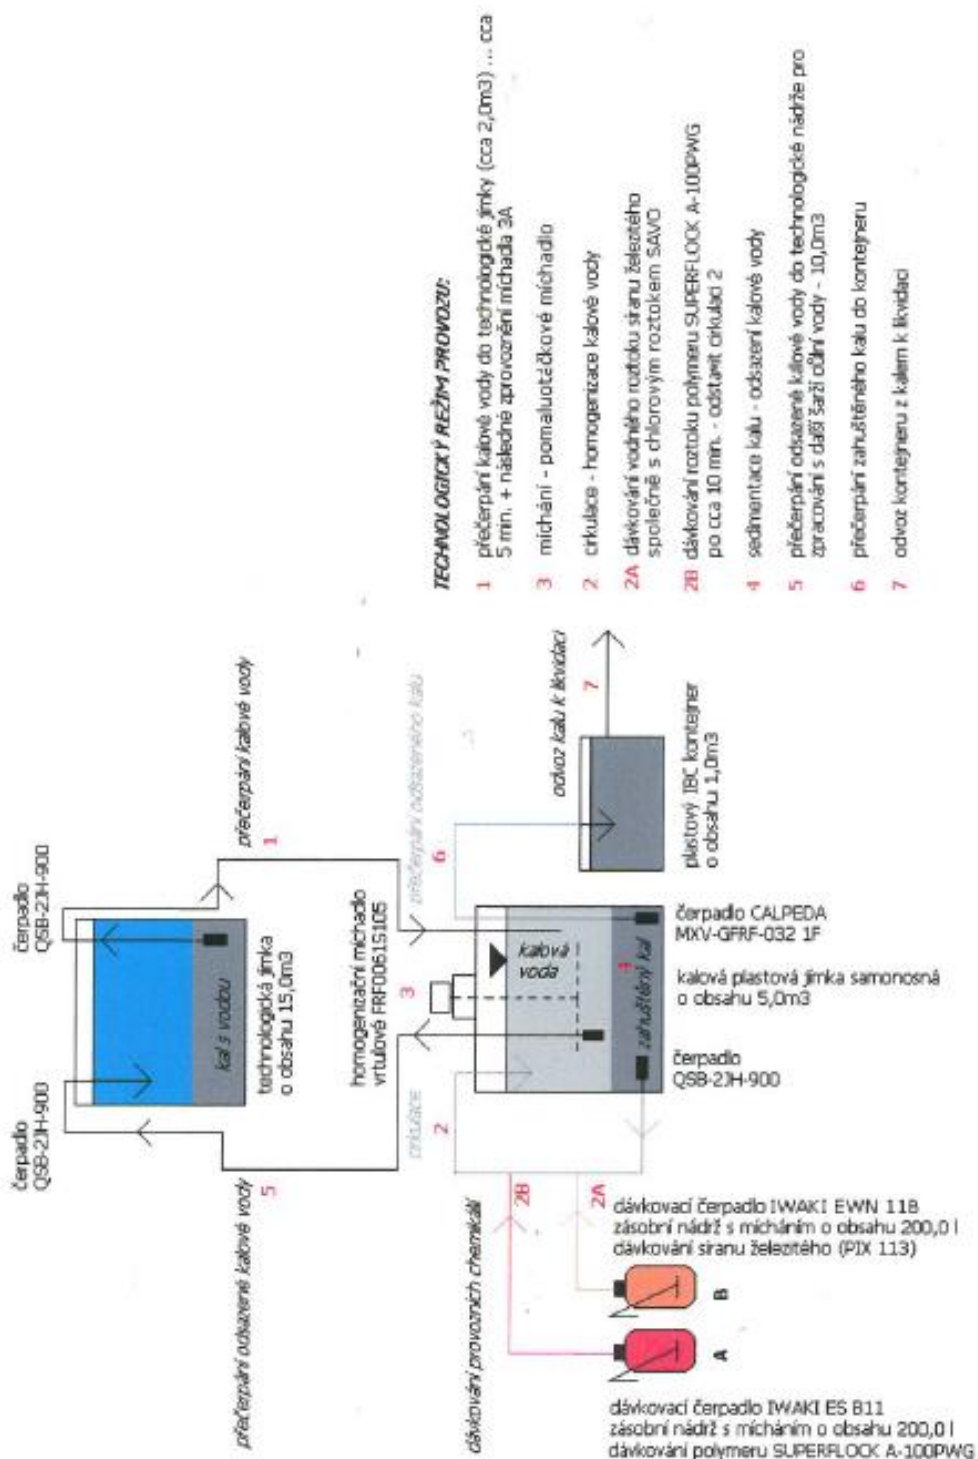 čerpadlo
QSB-2JH-900
čerpadlo
QSB-2JH-900
kal s vodou
technologická jímka
o obsahu 15,0m3
přečerpání odsazené kalové vody
5
přečerpání kalové vody
1
homogenizační míchadlo
vrtulové FRF0061S1105
cirkulace
2
3
přečerpání odsazeného kalu
6
kalová
voda
zahuštěný kal
4
odvoz kalu k likvidaci
7
plastový IBC kontejner
o obsahu 1,0m3
čerpadlo CALPEDA
MXV-GFRF-032 1F
kalová plastová jímka samonosná
o obsahu 5,0m3
čerpadlo
QSB-2JH-900
dávkování provozních chemikálií
2B
2A
dávkovací čerpadlo IWAKI EWN 11B
zásobní nádrž s mícháním o obsahu 200,0 l
dávkování síranu železitého (PIX 113)
B
A
dávkovací čerpadlo IWAKI ES B11
zásobní nádrž s mícháním o obsahu 200,0 l
dávkování polymeru SUPERFLOCK A-100PWG
TECHNOLOGICKÝ REŽIM PROVOZU:
1 přečerpání kalové vody do technologické jímky (cca 2,0m3) ... cca
5 min. + následné zprovoznění míchadla 3A
3 míchání - pomaluotáčkové míchadlo
2 cirkulace - homogenizace kalové vody
2A dávkování vodného roztoku síranu železitého
společně s chlorovým roztokem SAVO
2B dávkování roztoku polymeru SUPERFLOCK A-100PWG
po cca 10 min. - odstavit cirkulaci 2
4 sedimentace kalu - odsazení kalové vody
5 přečerpání odsazené kalové vody do technologické nádrže pro
zpracování s další šarží důlní vody - 10,0m3
6 přečerpání zahuštěného kalu do kontejneru
7 odvoz kontejneru z kalem k likvidaci